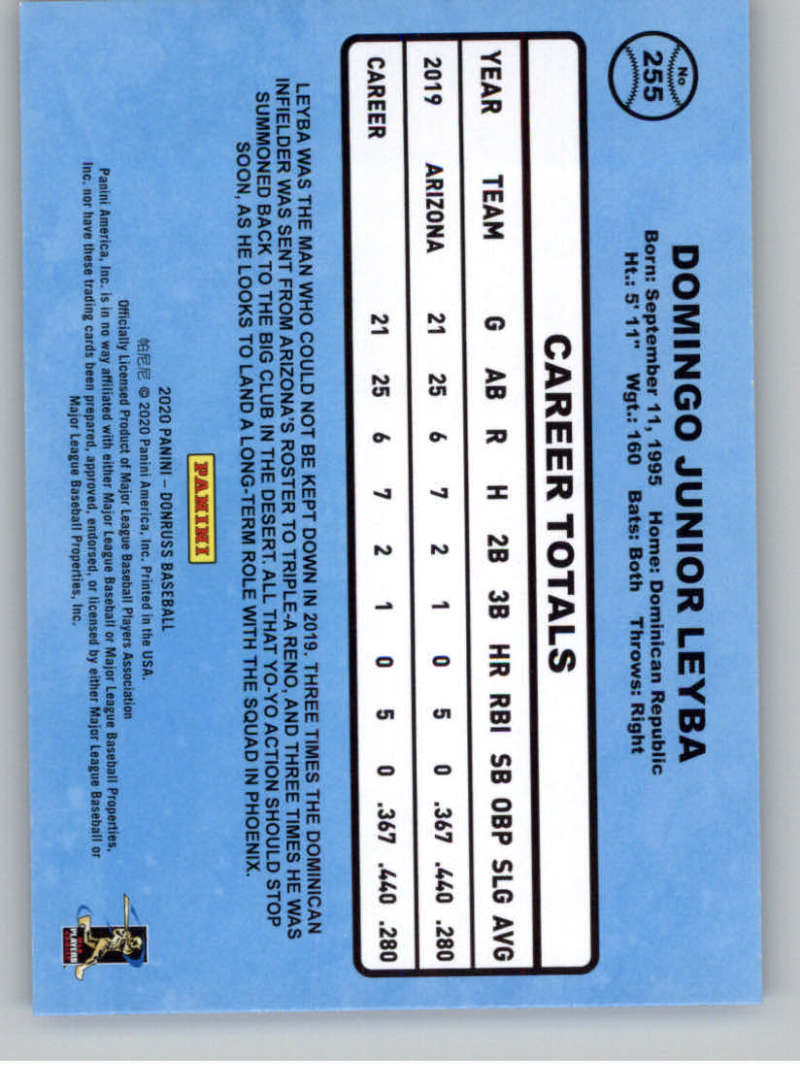 No
255
DOMINGO JUNIOR LEYBA
Born: September 11, 1995 Home: Dominican Republic
Ht.: 5' 11" Wgt.: 160 Bats: Both Throws: Right
CAREER TOTALS
YEAR TEAM G AB R H 2B 3B HR RBI SB OBP SLG AVG
2019 ARIZONA 21 25 6 7 2 1 0 5 0 .367 .440 .280
CAREER 21 25 6 7 2 1 0 5 0 .367 .440 .280
LEYBA WAS THE MAN WHO COULD NOT BE KEPT DOWN IN 2019. THREE TIMES THE DOMINICAN
INFIELDER WAS SENT FROM ARIZONA'S ROSTER TO TRIPLE-A RENO, AND THREE TIMES HE WAS
SUMMONED BACK TO THE BIG CLUB IN THE DESERT. ALL THAT YO-YO ACTION SHOULD STOP
SOON, AS HE LOOKS TO LAND A LONG-TERM ROLE WITH THE SQUAD IN PHOENIX.
PANINI
2020 PANINI – DONRUSS BASEBALL
帕尼尼 © 2020 Panini America, Inc. Printed in the USA.
Officially Licensed Product of Major League Baseball Players Association
Panini America, Inc. is in no way affiliated with either Major League Baseball or Major League Baseball Properties,
Inc. nor have these trading cards been prepared, approved, endorsed, or licensed by either Major League Baseball or
Major League Baseball Properties, Inc.
PLAYERS